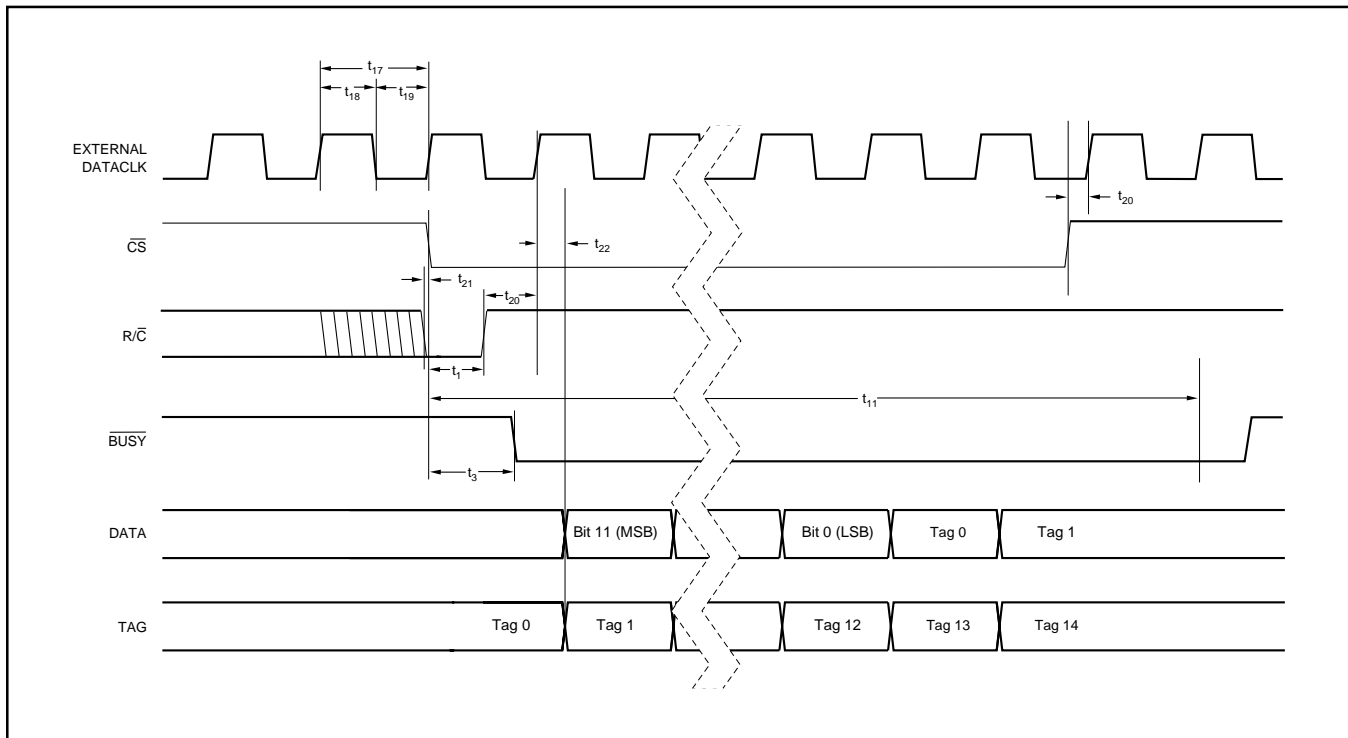 t17
t18 t19
EXTERNAL
DATACLK
t20
CS
t22
t21
t20
R/C
t1
t11
BUSY
t3
DATA Bit 11 (MSB) Bit 0 (LSB) Tag 0 Tag 1
TAG Tag 0 Tag 1 Tag 12 Tag 13 Tag 14